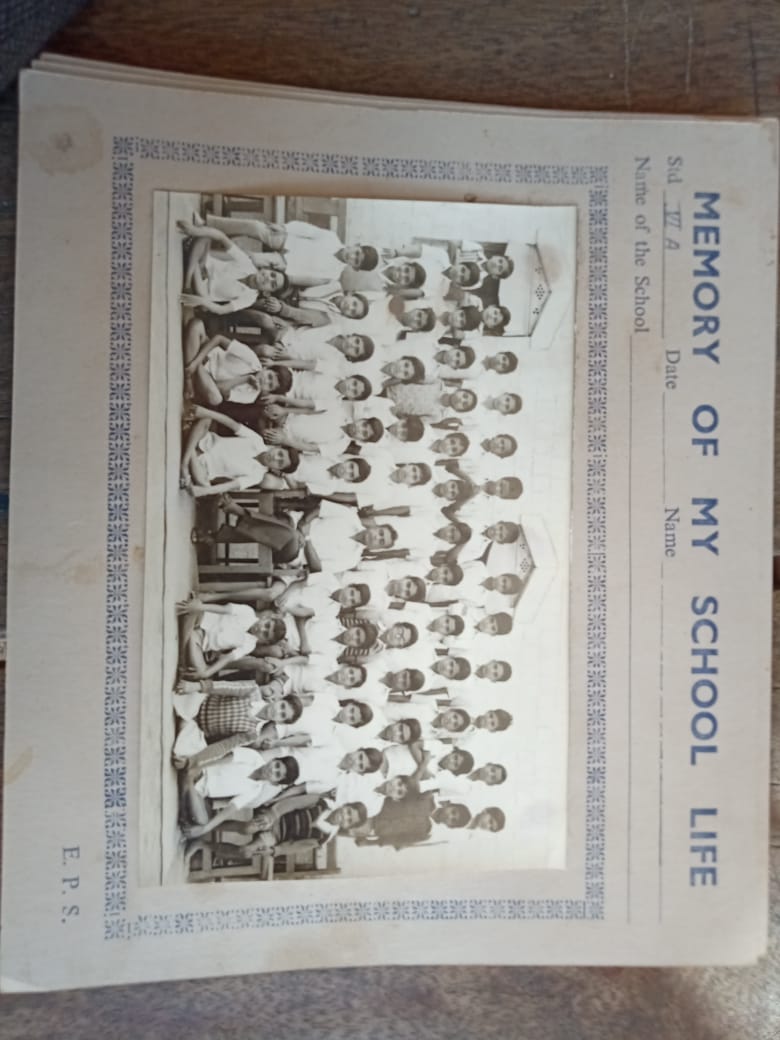 MEMORY OF MY SCHOOL LIFE
Std VI A Date Name
Name of the School
E. P. S.